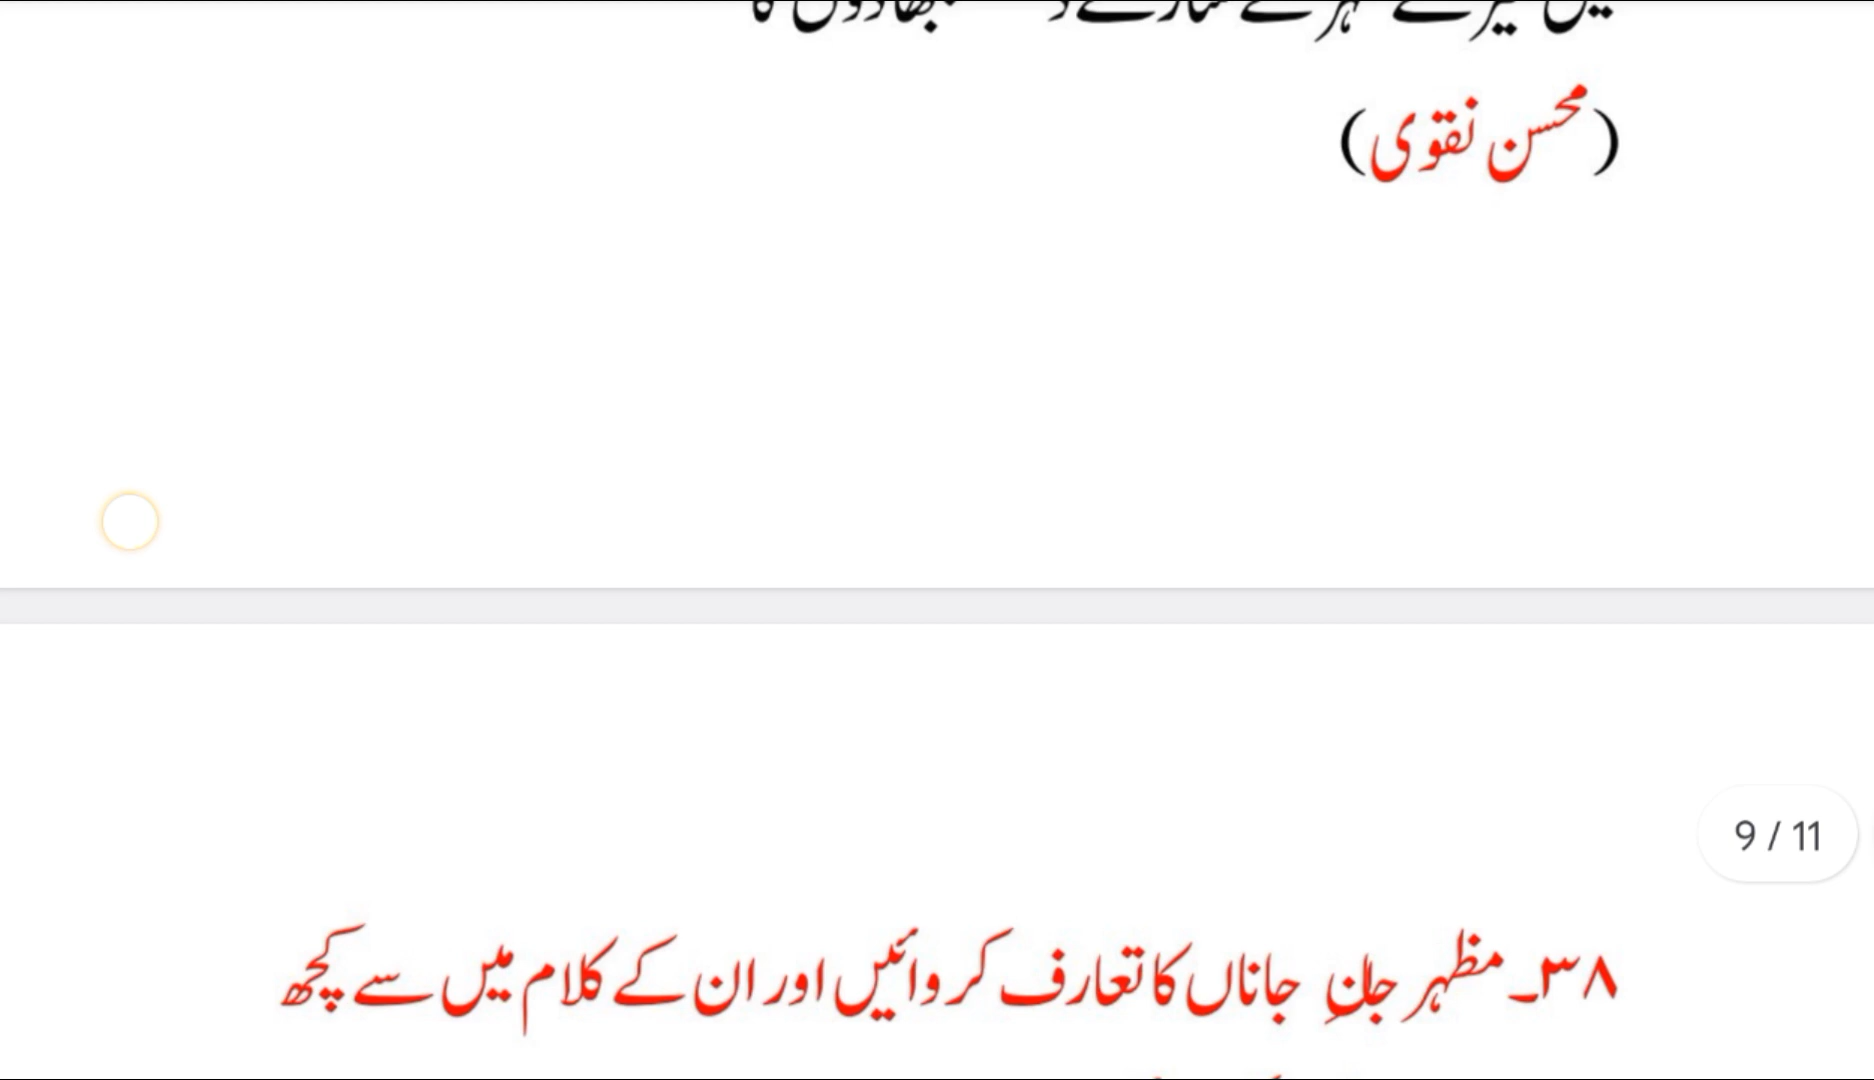 (محسن نقوی)
9 / 11
۳۸۔ مظہر جانِ جاناں کا تعارف کروائیں اور ان کے کلام میں سے کچھ